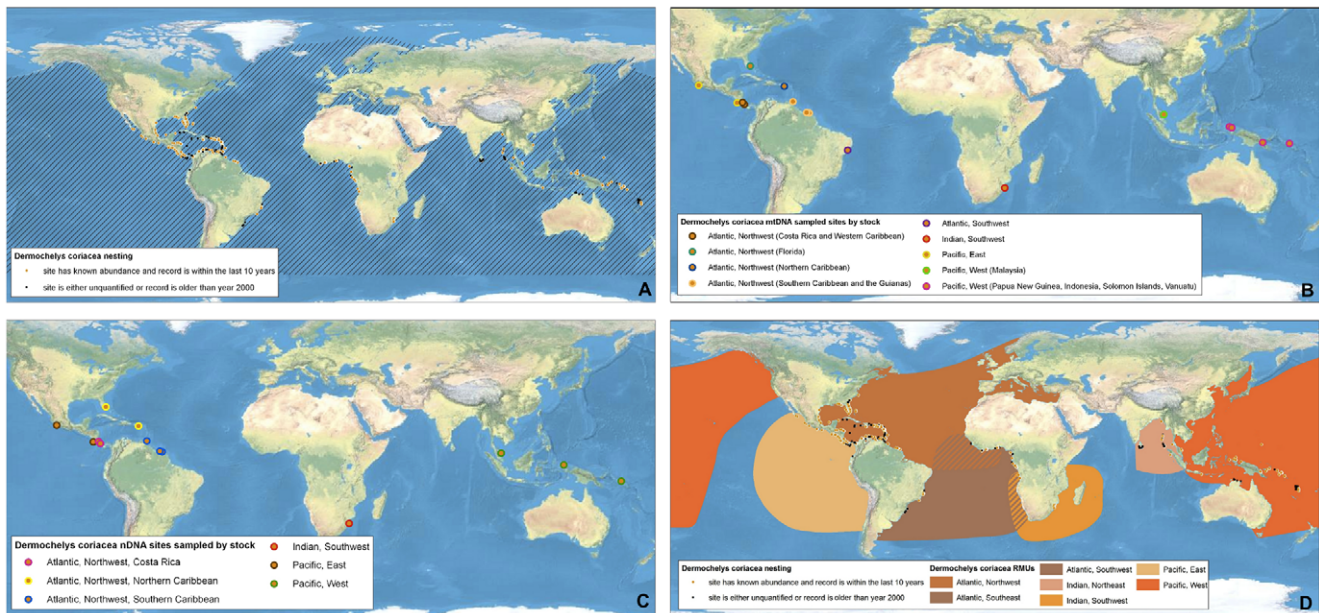 Dermochelys coriacea nesting
site has known abundance and record is within the last 10 years
site is either unquantified or record is older than year 2000
A
Dermochelys coriacea mtDNA sampled sites by stock
Atlantic, Northwest (Costa Rica and Western Caribbean)
Atlantic, Northwest (Florida)
Atlantic, Northwest (Northern Caribbean)
Atlantic, Northwest (Southern Caribbean and the Guianas)
Atlantic, Southwest
Indian, Southwest
Pacific, East
Pacific, West (Malaysia)
Pacific, West (Papua New Guinea, Indonesia, Solomon Islands, Vanuatu)
B
Dermochelys coriacea nDNA sites sampled by stock
Atlantic, Northwest, Costa Rica
Atlantic, Northwest, Northern Caribbean
Atlantic, Northwest, Southern Caribbean
Indian, Southwest
Pacific, East
Pacific, West
C
Dermochelys coriacea nesting
site has known abundance and record is within the last 10 years
site is either unquantified or record is older than year 2000
Dermochelys coriacea RMUs
Atlantic, Northwest
Atlantic, Southeast
Atlantic, Southwest
Indian, Northeast
Indian, Southwest
Pacific, East
Pacific, West
D